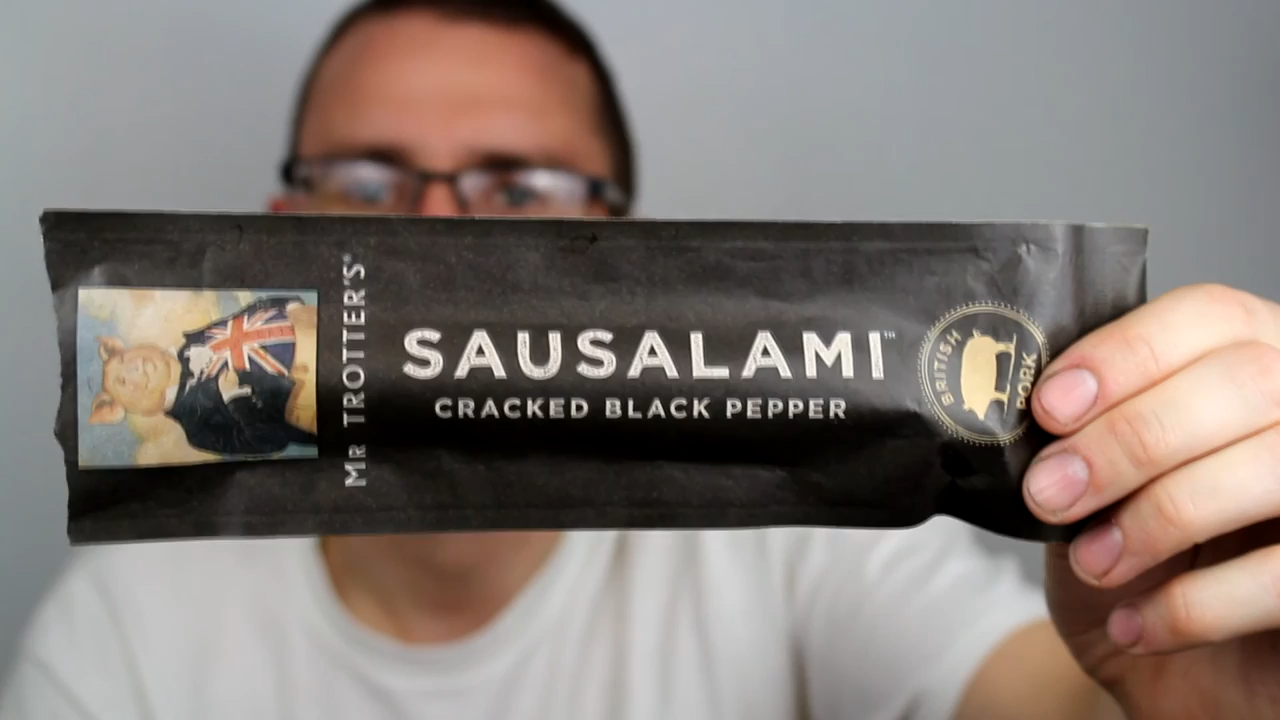 MR TROTTER'S®
SAUSALAMI™
CRACKED BLACK PEPPER
BRITISH
PORK